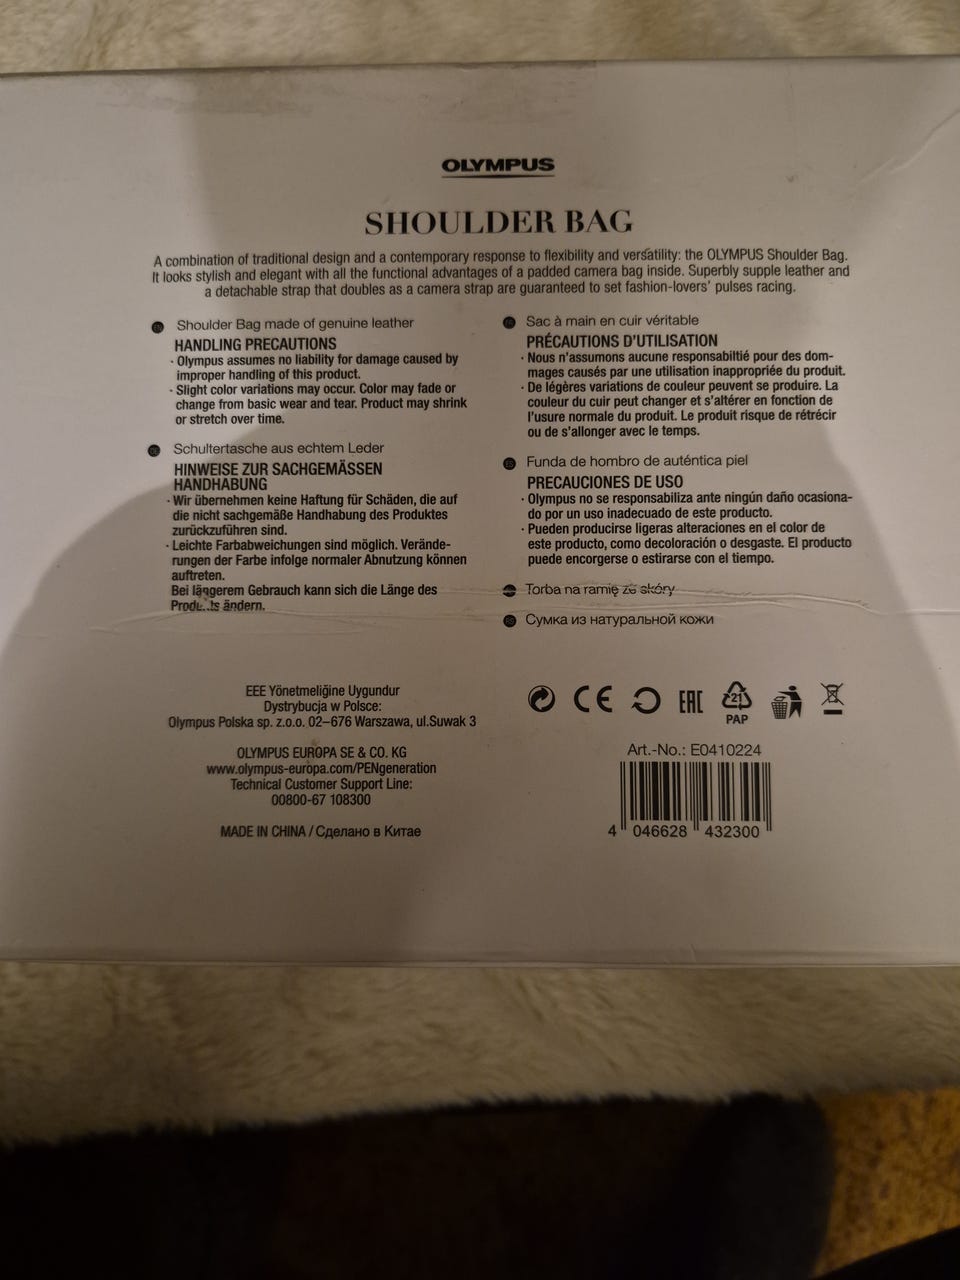 OLYMPUS
SHOULDER BAG
A combination of traditional design and a contemporary response to flexibility and versatility: the OLYMPUS Shoulder Bag.
It looks stylish and elegant with all the functional advantages of a padded camera bag inside. Superbly supple leather and
a detachable strap that doubles as a camera strap are guaranteed to set fashion-lovers' pulses racing.
Shoulder Bag made of genuine leather
HANDLING PRECAUTIONS
· Olympus assumes no liability for damage caused by
improper handling of this product.
· Slight color variations may occur. Color may fade or
change from basic wear and tear. Product may shrink
or stretch over time.
Schultertasche aus echtem Leder
HINWEISE ZUR SACHGEMÄSSEN
HANDHABUNG
· Wir übernehmen keine Haftung für Schäden, die auf
die nicht sachgemäße Handhabung des Produktes
zurückzuführen sind.
· Leichte Farbabweichungen sind möglich. Verände-
rungen der Farbe infolge normaler Abnutzung können
auftreten.
Bei längerem Gebrauch kann sich die Länge des
Produkts ändern.
Sac à main en cuir véritable
PRÉCAUTIONS D'UTILISATION
· Nous n'assumons aucune responsabiltié pour des dom-
mages causés par une utilisation inappropriée du produit.
· De légères variations de couleur peuvent se produire. La
couleur du cuir peut changer et s'altérer en fonction de
l'usure normale du produit. Le produit risque de rétrécir
ou de s'allonger avec le temps.
Funda de hombro de auténtica piel
PRECAUCIONES DE USO
· Olympus no se responsabiliza ante ningún daño ocasiona-
do por un uso inadecuado de este producto.
· Pueden producirse ligeras alteraciones en el color de
este producto, como decoloración o desgaste. El producto
puede encorgerse o estirarse con el tiempo.
Torba na ramię ze skóry
Сумка из натуральной кожи
EEE Yönetmeliğine Uygundur
Dystrybucja w Polsce:
Olympus Polska sp. z.o.o. 02–676 Warszawa, ul.Suwak 3
OLYMPUS EUROPA SE & CO. KG
www.olympus-europa.com/PENgeneration
Technical Customer Support Line:
00800-67 108300
MADE IN CHINA / Сделано в Китае
CE EAC 21
PAP
Art.-No.: E0410224
4 046628 432300